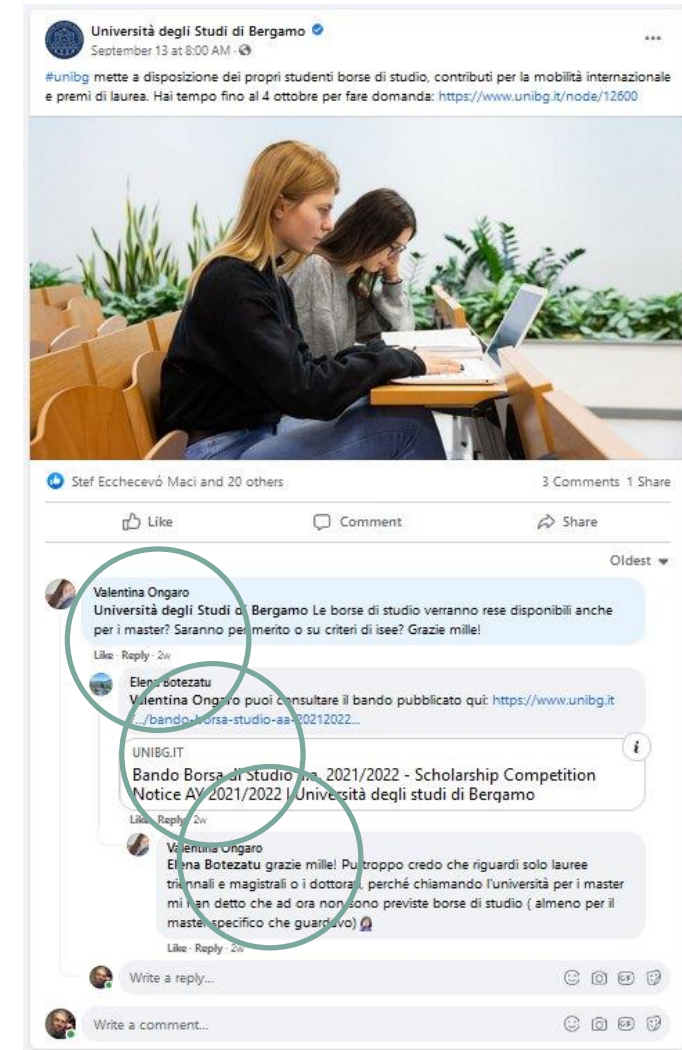 Università degli Studi di Bergamo
September 13 at 8:00 AM ·
#unibg mette a disposizione dei propri studenti borse di studio, contributi per la mobilità internazionale
e premi di laurea. Hai tempo fino al 4 ottobre per fare domanda: https://www.unibg.it/node/12600
Stef Ecchecevó Maci and 20 others 3 Comments 1 Share
Like Comment Share
Oldest
Valentina Ongaro
Università degli Studi di Bergamo Le borse di studio verranno rese disponibili anche
per i master? Saranno per merito o su criteri di isee? Grazie mille!
Like · Reply · 2w
Elena Botezatu
Valentina Ongaro puoi consultare il bando pubblicato qui: https://www.unibg.it
/.../bando-borsa-studio-aa-20212022...
UNIBG.IT
i
Bando Borsa di Studio a.a. 2021/2022 - Scholarship Competition
Notice AY 2021/2022 | Università degli studi di Bergamo
Like · Reply · 2w
Valentina Ongaro
Elena Botezatu grazie mille! Purtroppo credo che riguardi solo lauree
triennali e magistrali o i dottorati, perché chiamando l'università per i master
mi han detto che ad ora non sono previste borse di studio ( almeno per il
master specifico che guardavo)
Like · Reply · 2w
Write a reply...
GIF
Write a comment...
GIF